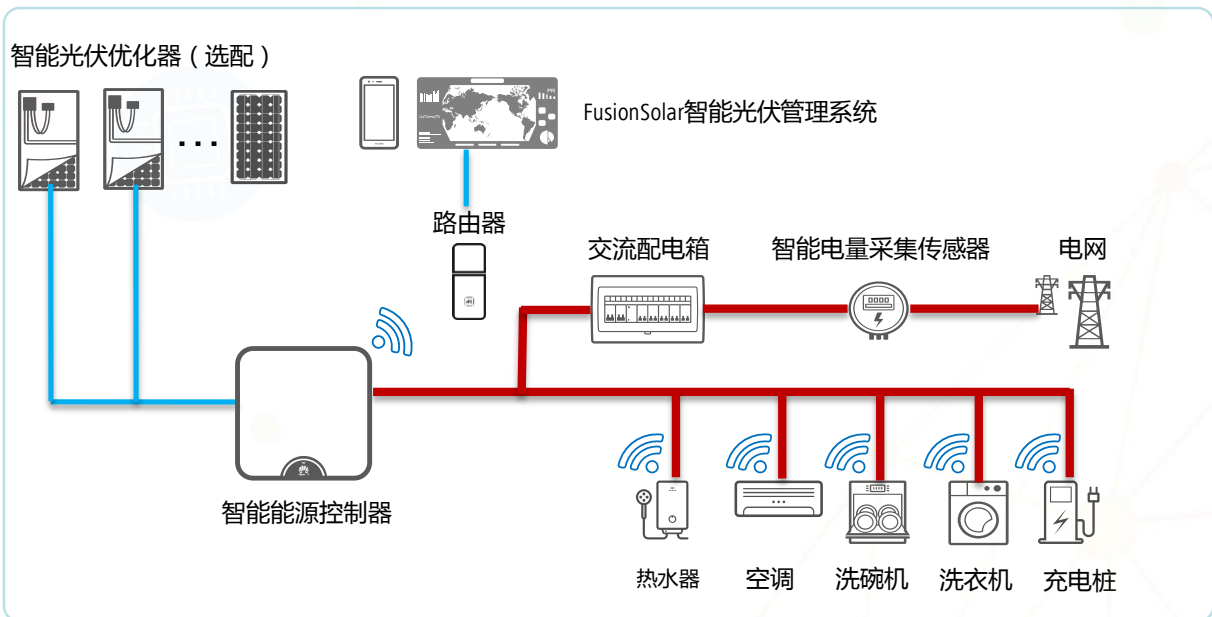 智能光伏优化器（选配）
FusionSolar智能光伏管理系统
路由器
交流配电箱
智能电量采集传感器
电网
智能能源控制器
热水器
空调
洗碗机
洗衣机
充电桩